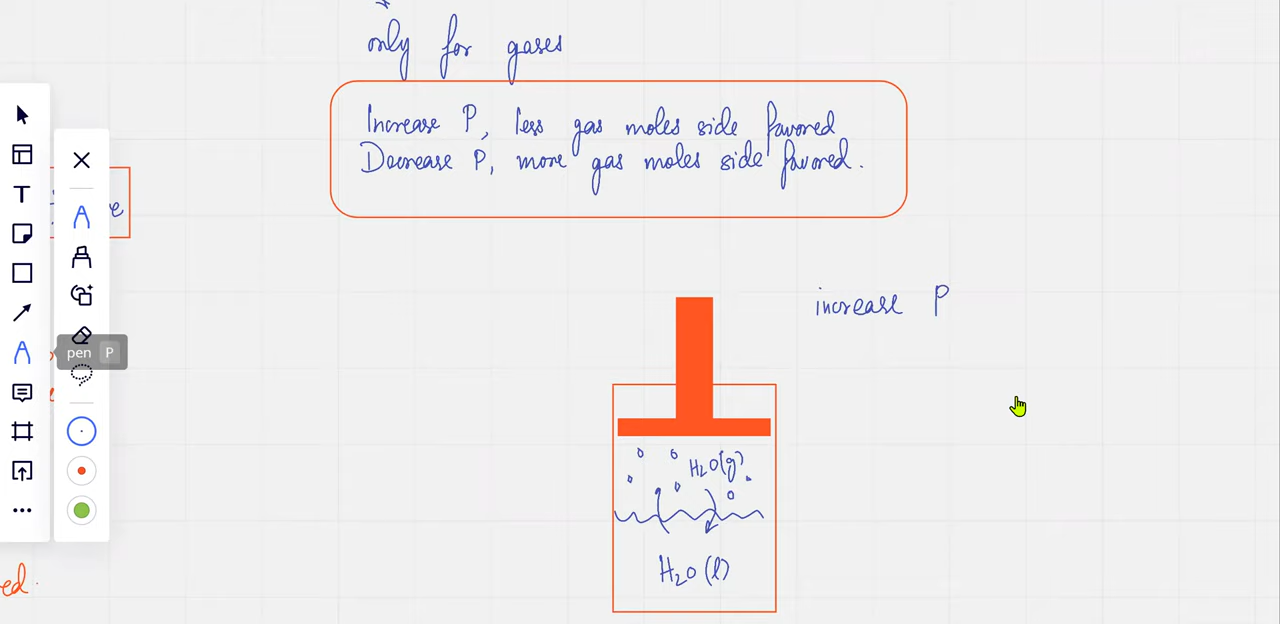 only for gases
Increase P, less gas moles side favored
Decrease P, more gas moles side favored.
increase P
H₂O(g)
H₂O(l)
T
pen P
e
ed.